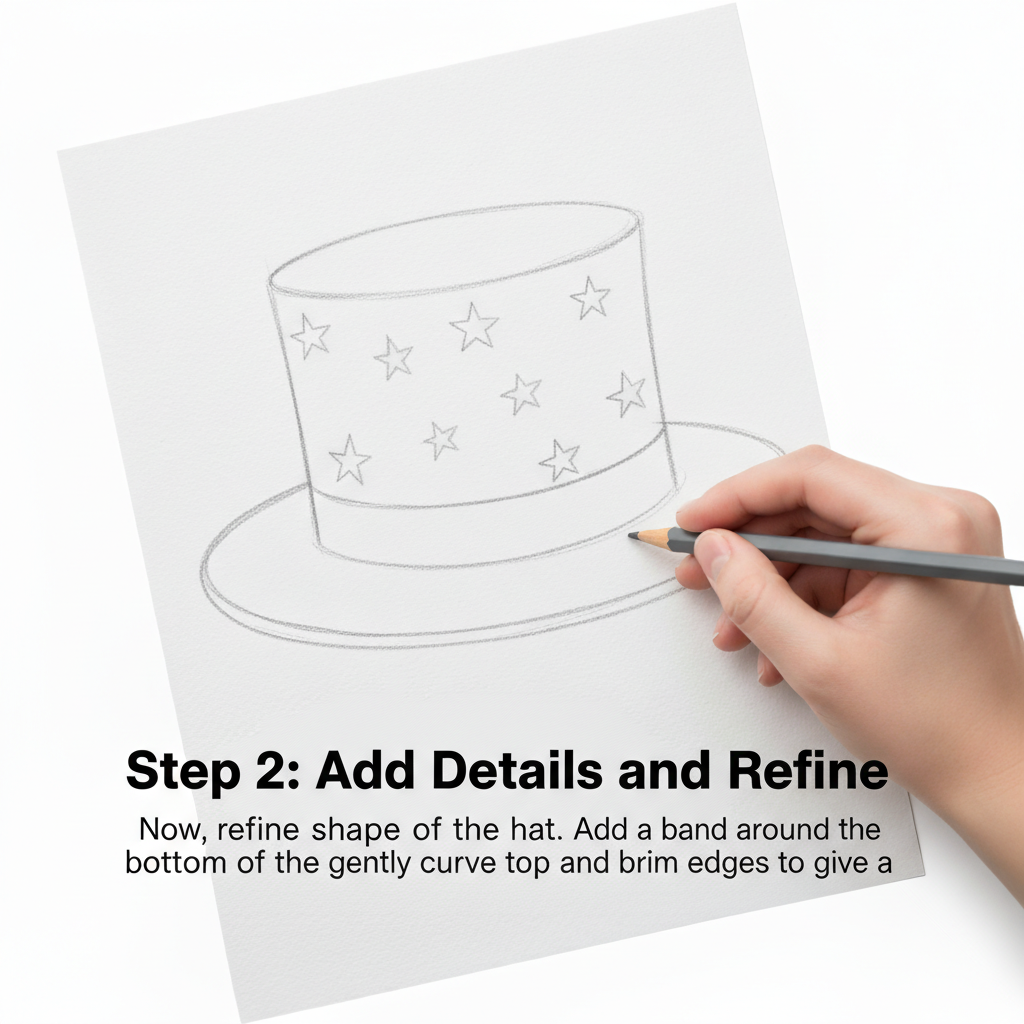 Step 2: Add Details and Refine
Now, refine shape of the hat. Add a band around the
bottom of the gently curve top and brim edges to give a